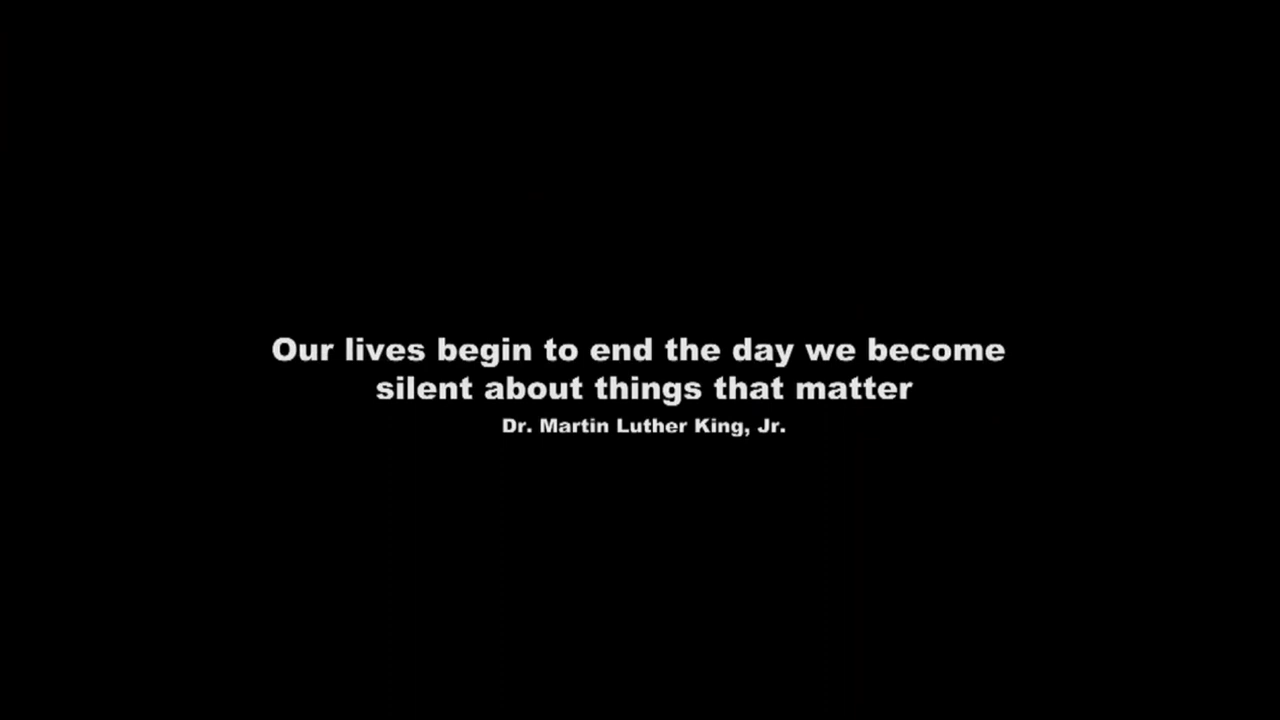 Our lives begin to end the day we become
silent about things that matter
Dr. Martin Luther King, Jr.